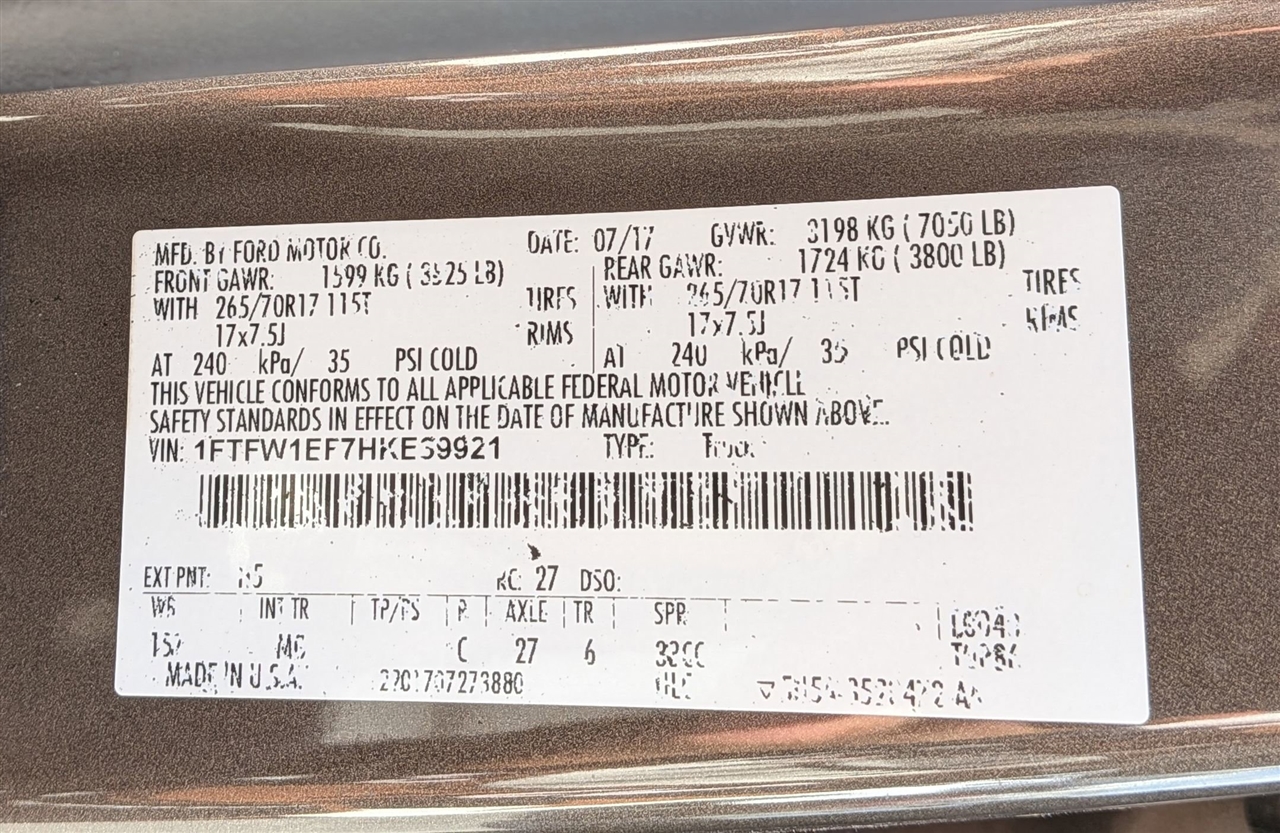 MFD. BY FORD MOTOR CO. DATE: 07/17 GVWR: 3198 KG ( 7050 LB)
FRONT GAWR: 1599 KG ( 3525 LB) REAR GAWR: 1724 KG ( 3800 LB)
WITH 265/70R17 115T TIRES WITH 265/70R17 115T TIRES
17x7.5J RIMS 17x7.5J RIMS
AT 240 kPa/ 35 PSI COLD AT 240 kPa/ 35 PSI COLD
THIS VEHICLE CONFORMS TO ALL APPLICABLE FEDERAL MOTOR VEHICLE
SAFETY STANDARDS IN EFFECT ON THE DATE OF MANUFACTURE SHOWN ABOVE.
VIN: TYPE: Truck
EXT PNT: RC: 27 DSO:
WB INT TR TP/PS R AXLE TR SPR
C 27 6
MADE IN U.S.A.